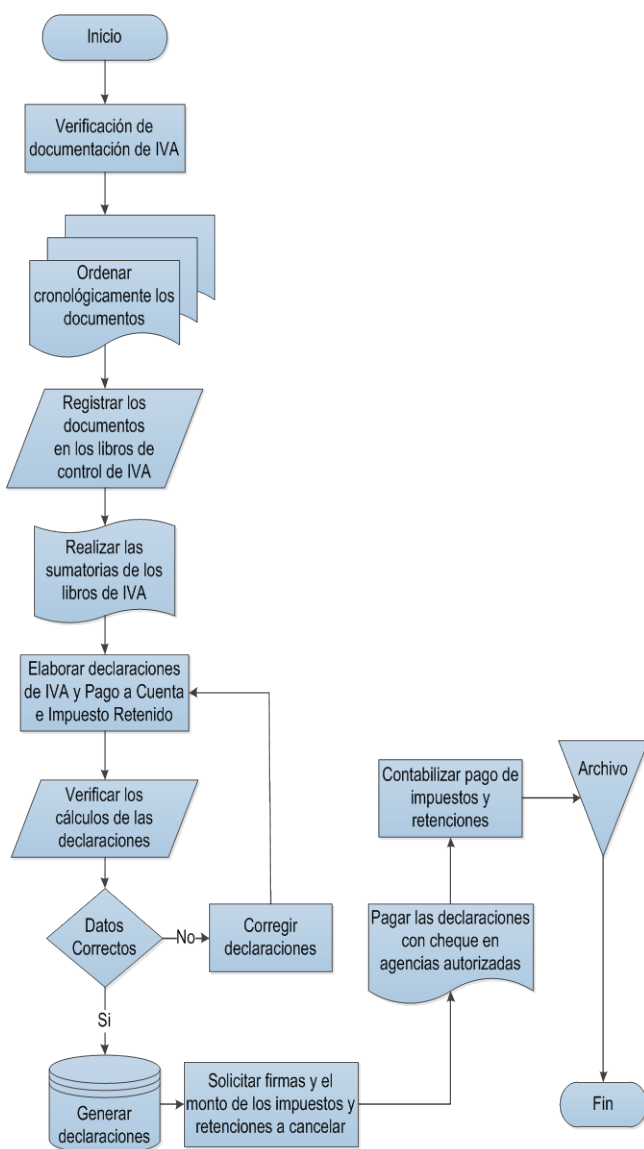 Inicio
Verificación de
documentación de IVA
Ordenar
cronológicamente los
documentos
Registrar los
documentos
en los libros de
control de IVA
Realizar las
sumatorias de los
libros de IVA
Elaborar declaraciones
de IVA y Pago a Cuenta
e Impuesto Retenido
Verificar los
cálculos de las
declaraciones
Datos
Correctos
No
Corregir
declaraciones
Si
Generar
declaraciones
Solicitar firmas y el
monto de los impuestos y
retenciones a cancelar
Pagar las declaraciones
con cheque en
agencias autorizadas
Contabilizar pago de
impuestos y
retenciones
Archivo
Fin